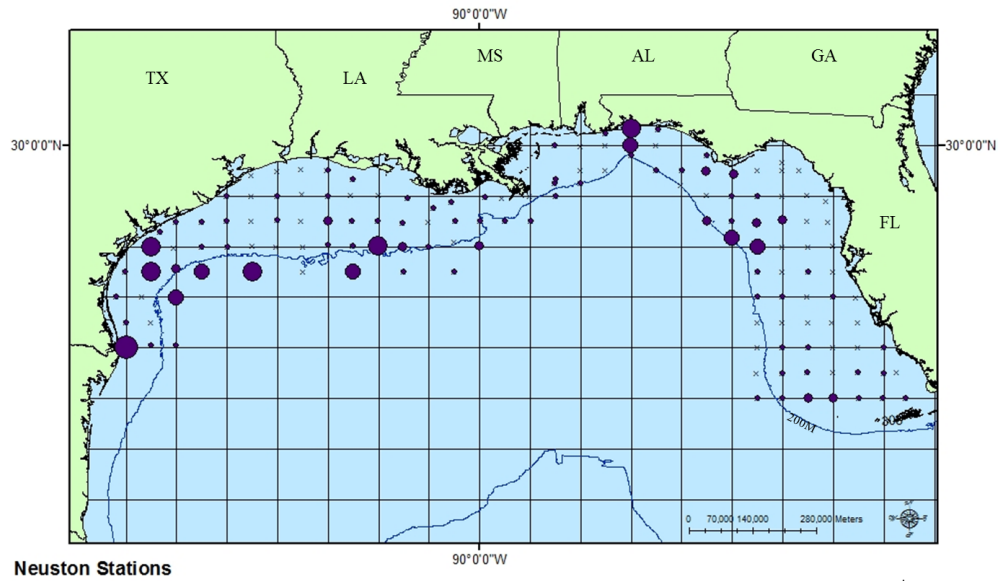 90°0'0"W
TX
LA
MS
AL
GA
30°0'0"N
30°0'0"N
FL
200M
0 70,000 140,000 280,000 Meters
90°0'0"W
Neuston Stations